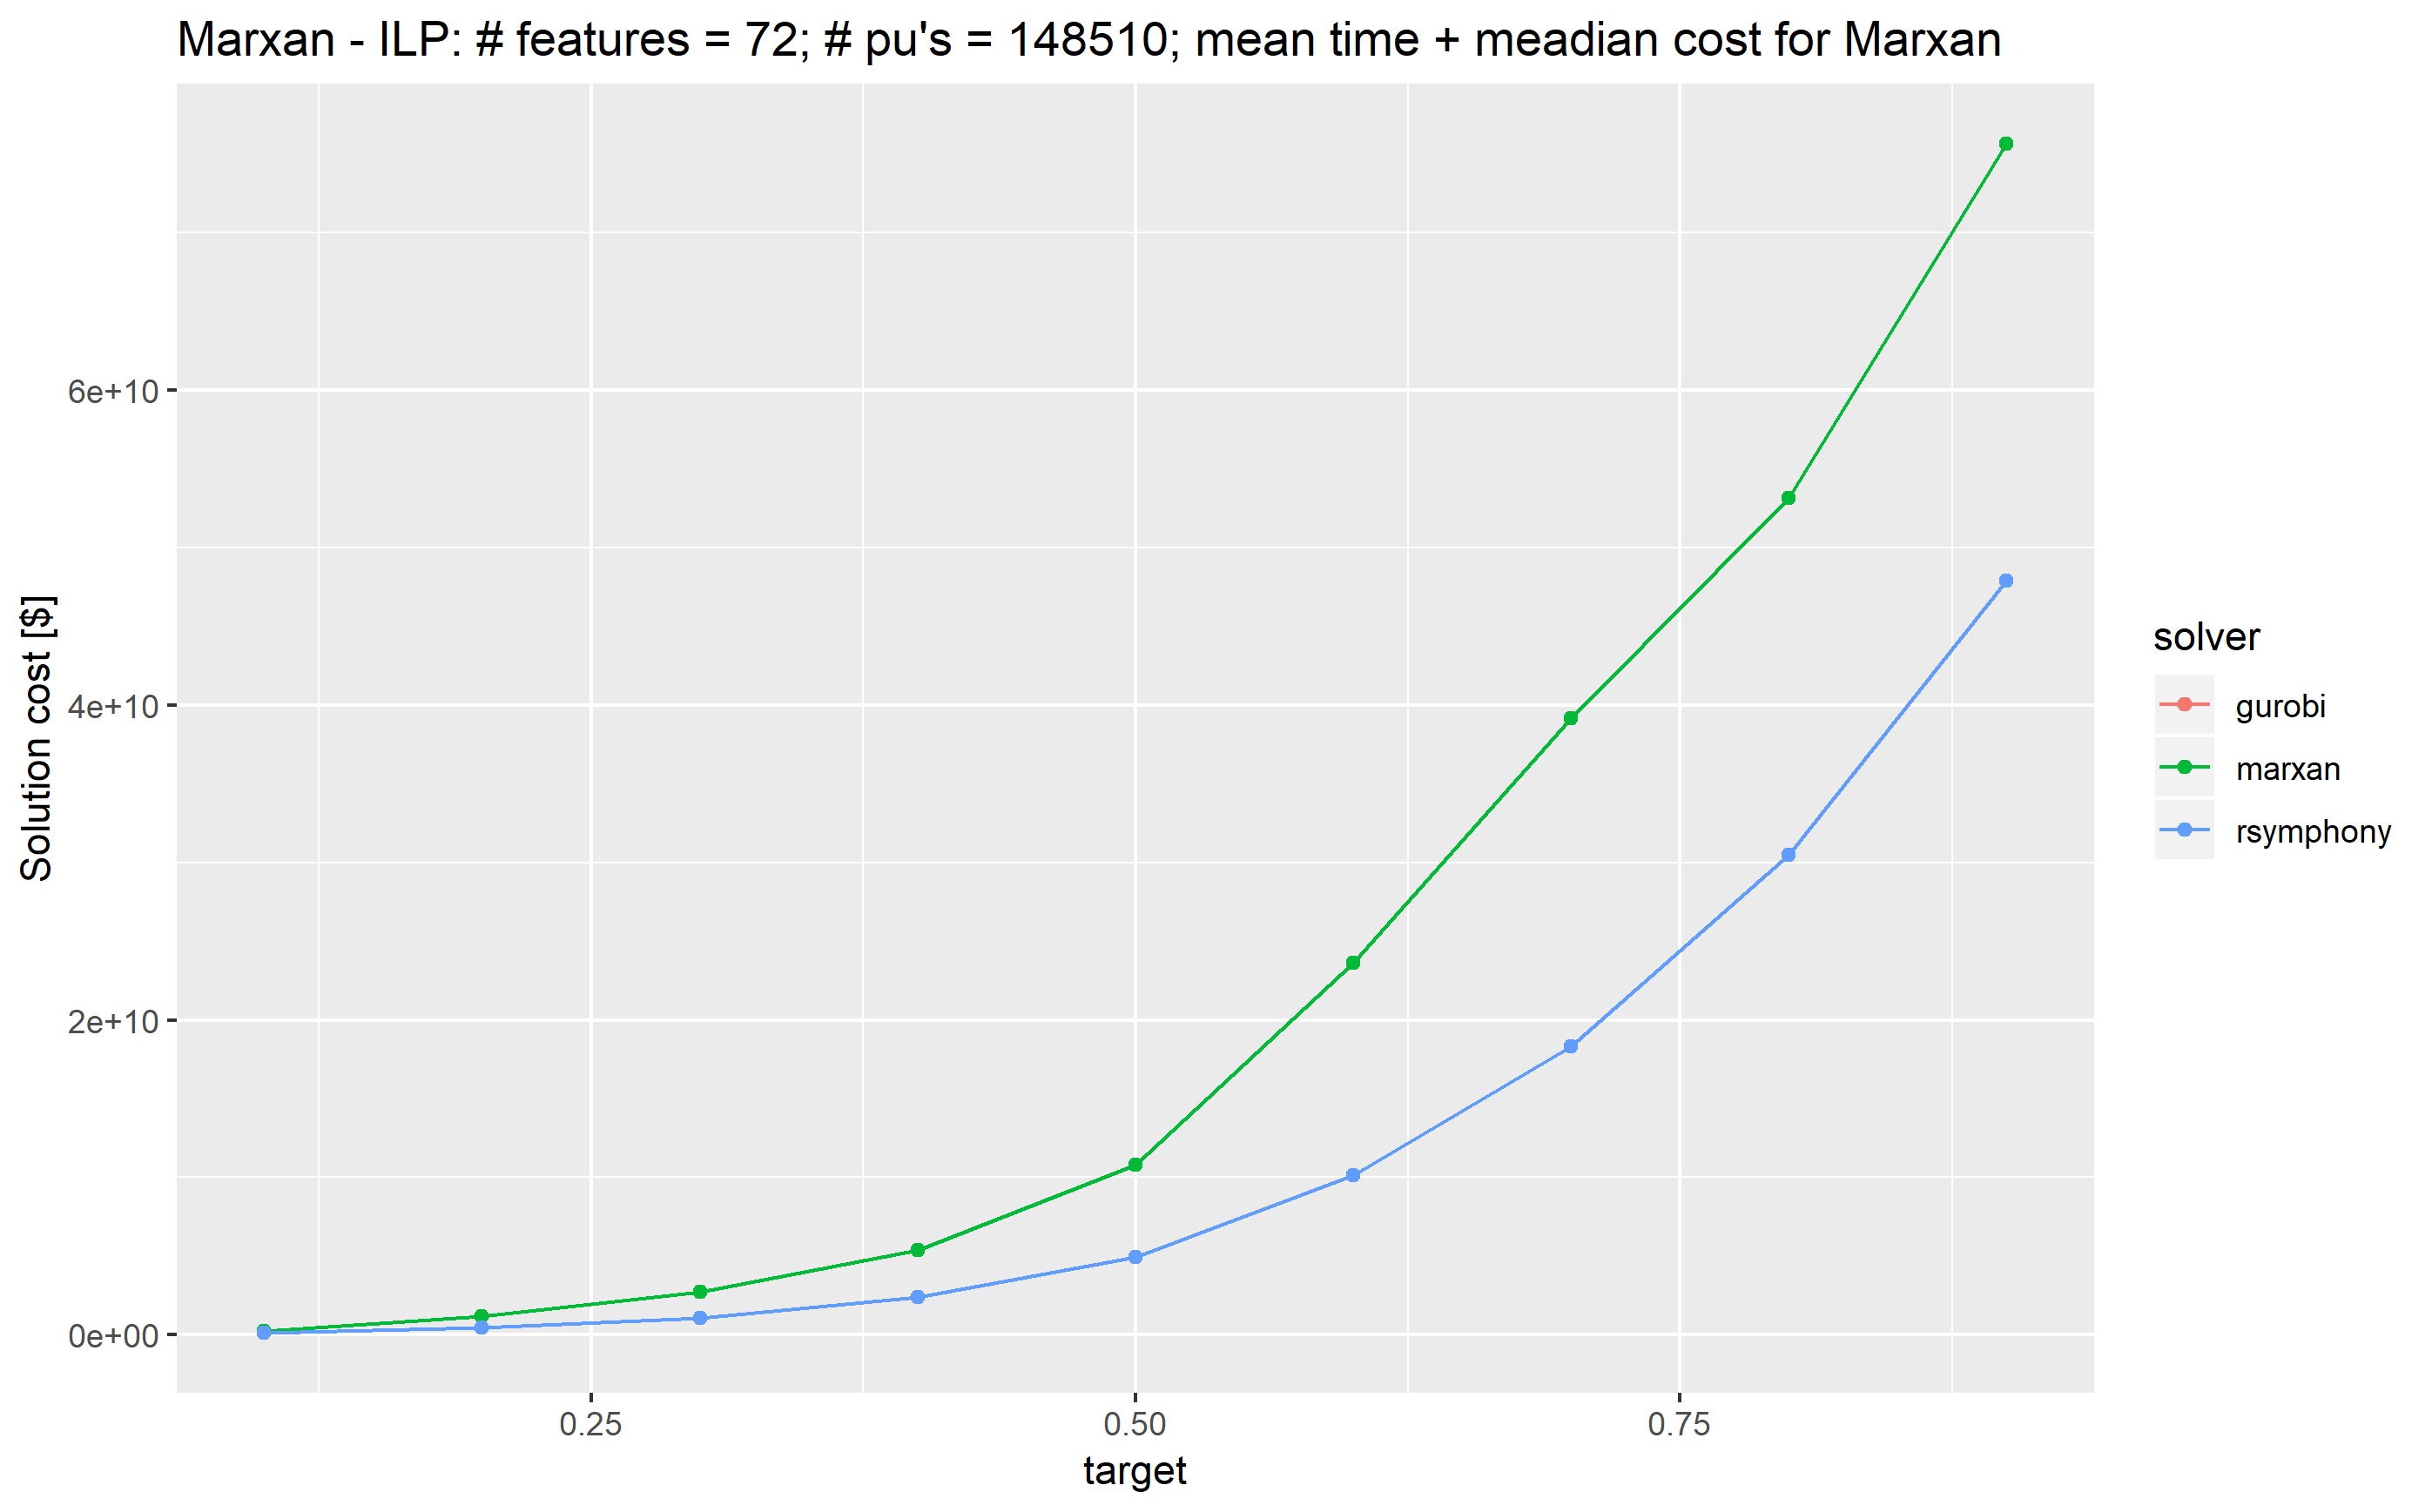 Marxan - ILP: # features = 72; # pu's = 148510; mean time + meadian cost for Marxan
Solution cost [$]
6e+10
4e+10
2e+10
0e+00
0.25
0.50
0.75
target
solver
gurobi
marxan
rsymphony